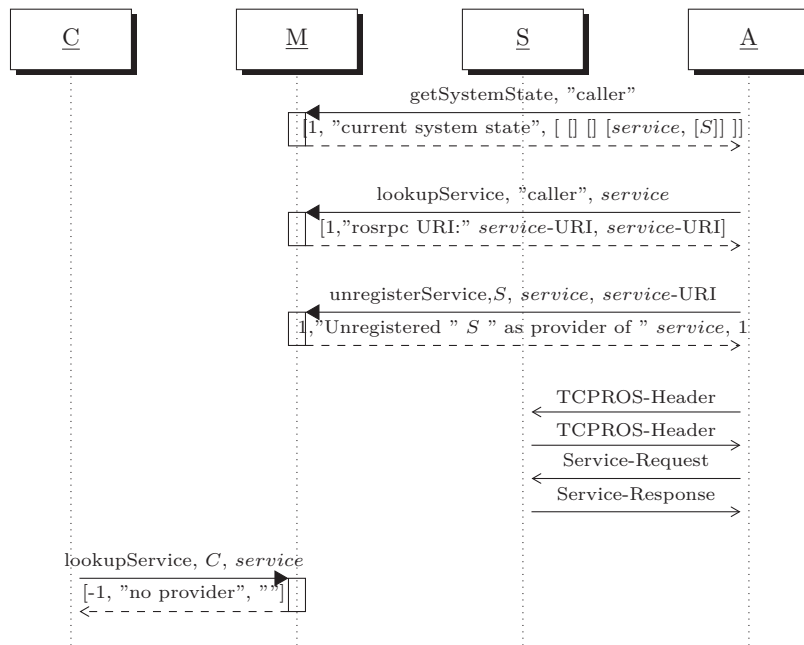 C M S A
getSystemState, ”caller”
[1, ”current system state”, [ [] [] [service, [S]] ]]
lookupService, ”caller”, service
[1,”rosrpc URI:” service-URI, service-URI]
unregisterService,S, service, service-URI
1,”Unregistered ” S ” as provider of ” service, 1
TCPROS-Header
TCPROS-Header
Service-Request
Service-Response
lookupService, C, service
[-1, ”no provider”, ””]